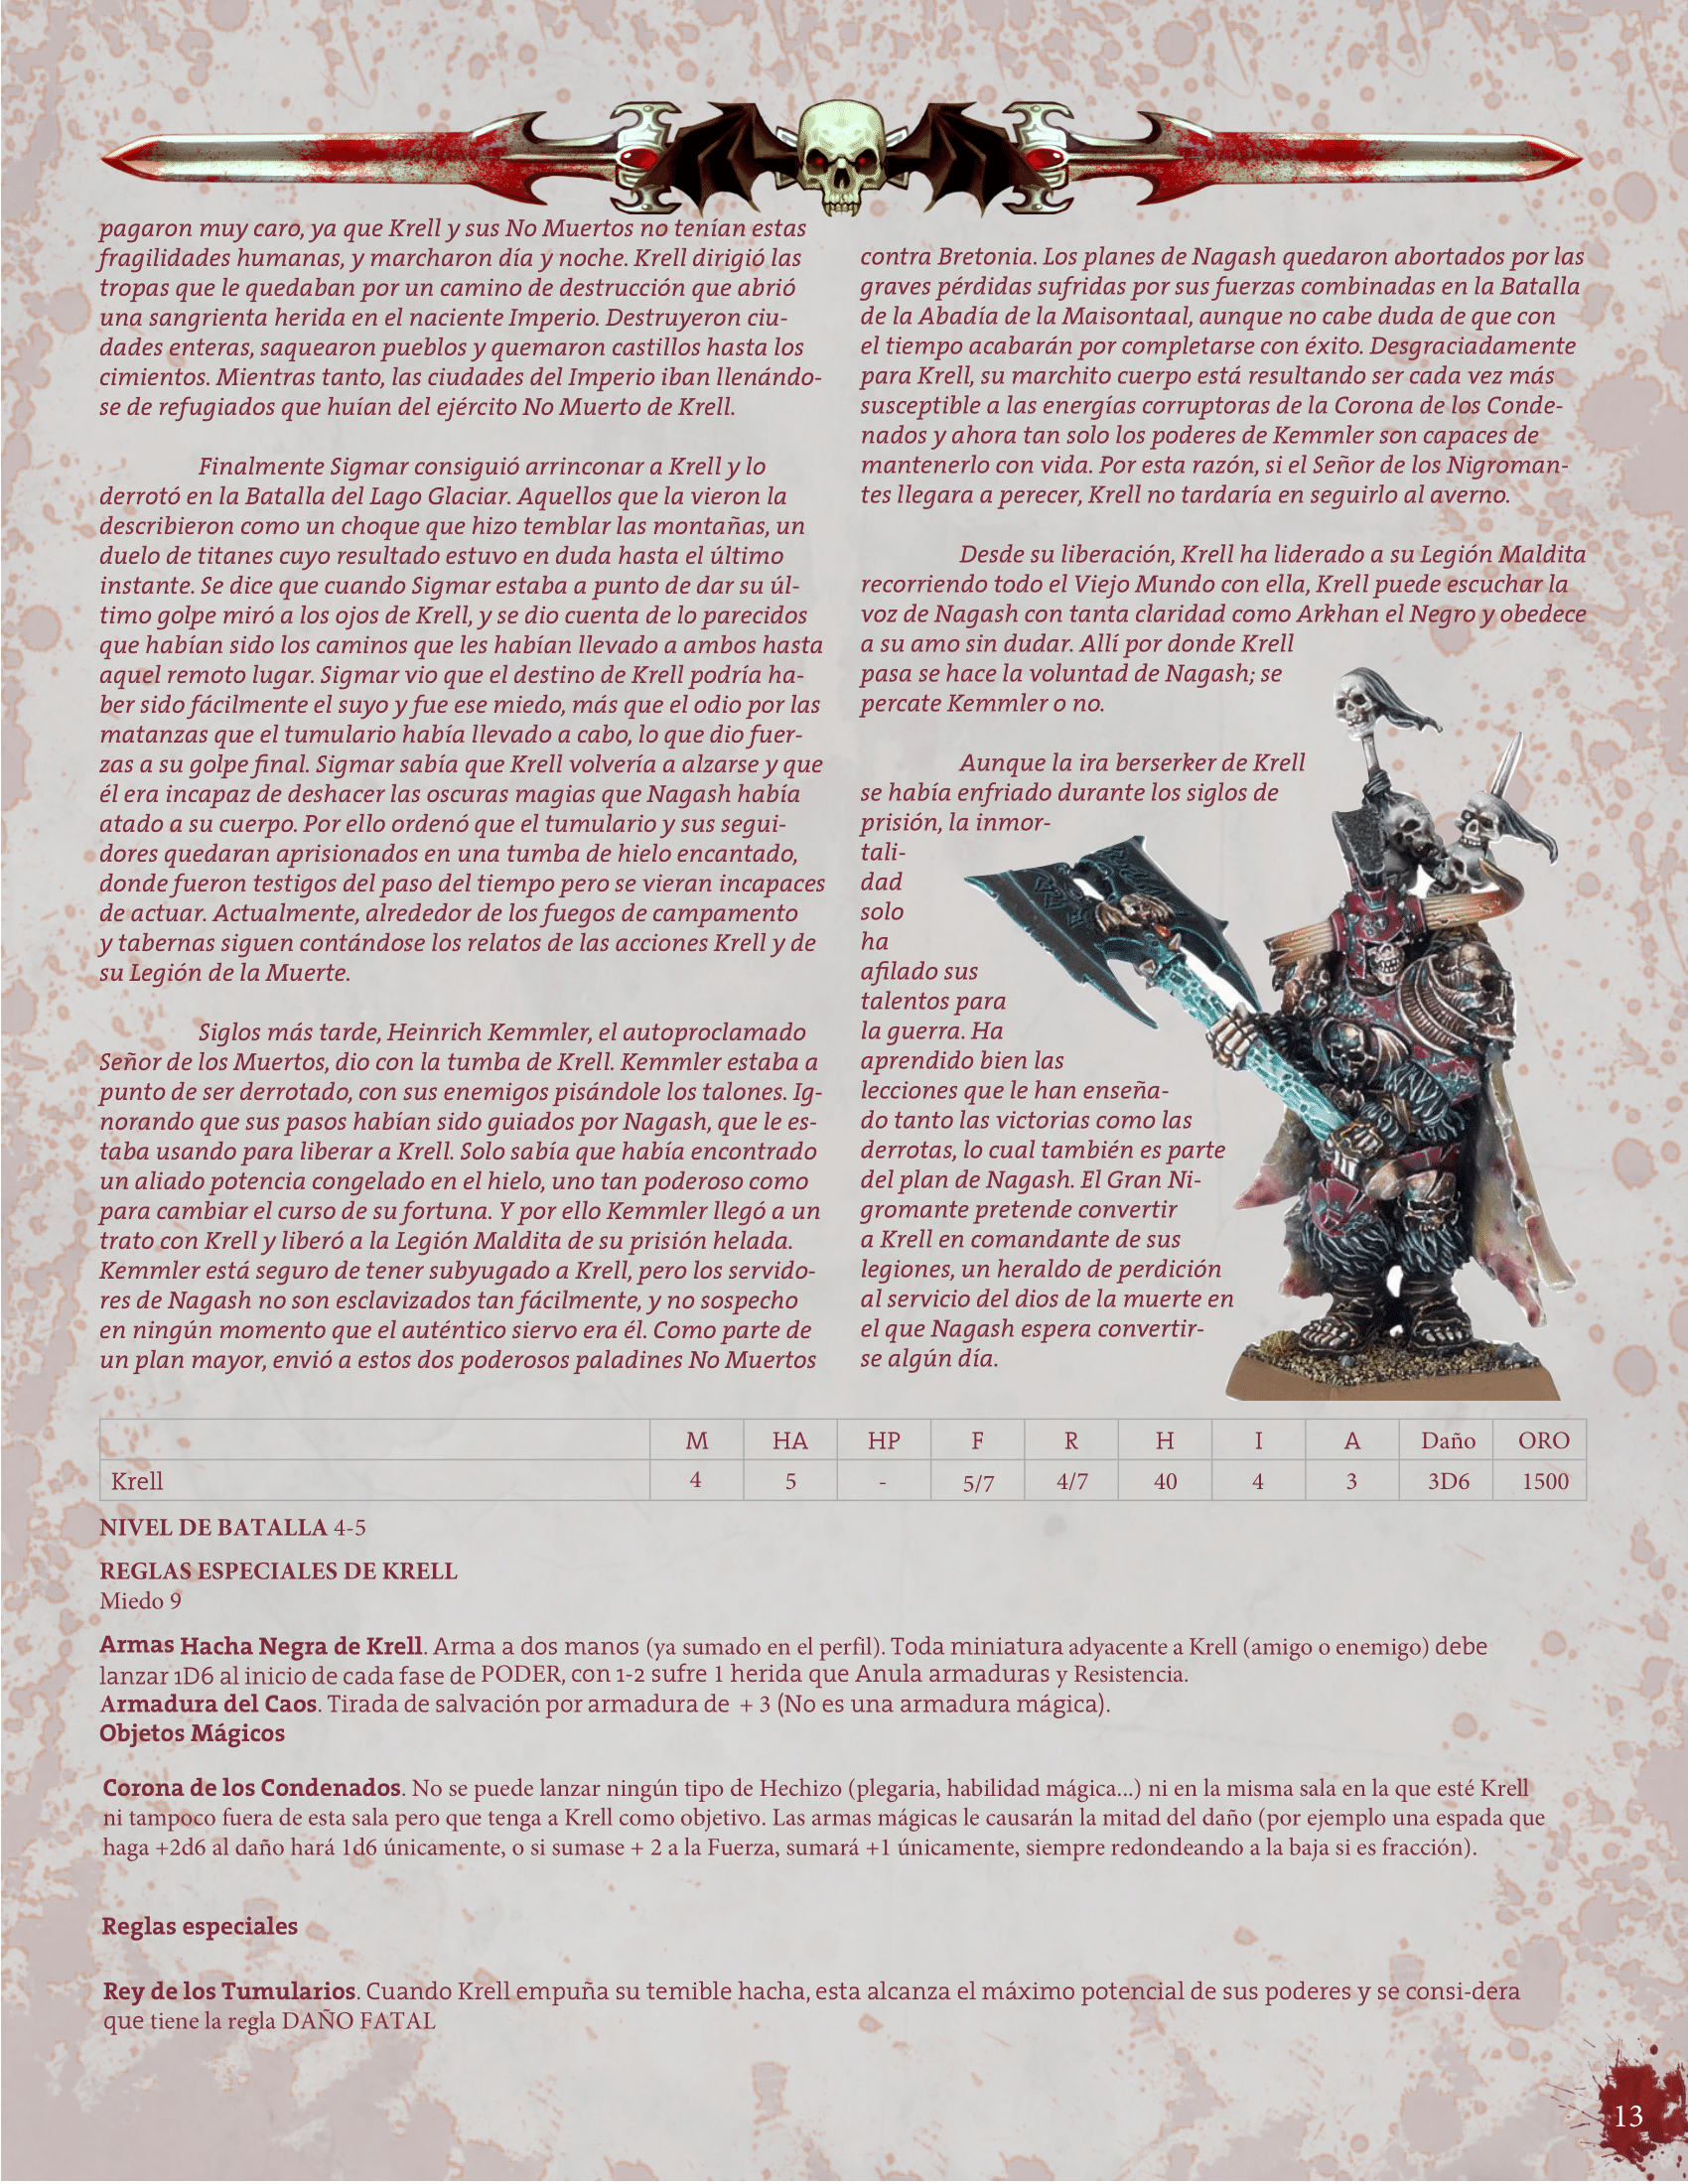 pagaron muy caro, ya que Krell y sus No Muertos no tenían estas
fragilidades humanas, y marcharon día y noche. Krell dirigió las
tropas que le quedaban por un camino de destrucción que abrió
una sangrienta herida en el naciente Imperio. Destruyeron ciu-
dades enteras, saquearon pueblos y quemaron castillos hasta los
cimientos. Mientras tanto, las ciudades del Imperio iban llenándo-
se de refugiados que huían del ejército No Muerto de Krell.
Finalmente Sigmar consiguió arrinconar a Krell y lo
derrotó en la Batalla del Lago Glaciar. Aquellos que la vieron la
describieron como un choque que hizo temblar las montañas, un
duelo de titanes cuyo resultado estuvo en duda hasta el último
instante. Se dice que cuando Sigmar estaba a punto de dar su úl-
timo golpe miró a los ojos de Krell, y se dio cuenta de lo parecidos
que habían sido los caminos que les habían llevado a ambos hasta
aquel remoto lugar. Sigmar vio que el destino de Krell podría ha-
ber sido fácilmente el suyo y fue ese miedo, más que el odio por las
matanzas que el tumulario había llevado a cabo, lo que dio fuer-
zas a su golpe final. Sigmar sabía que Krell volvería a alzarse y que
él era incapaz de deshacer las oscuras magias que Nagash había
atado a su cuerpo. Por ello ordenó que el tumulario y sus segui-
dores quedaran aprisionados en una tumba de hielo encantado,
donde fueron testigos del paso del tiempo pero se vieran incapaces
de actuar. Actualmente, alrededor de los fuegos de campamento
y tabernas siguen contándose los relatos de las acciones Krell y de
su Legión de la Muerte.
Siglos más tarde, Heinrich Kemmler, el autoproclamado
Señor de los Muertos, dio con la tumba de Krell. Kemmler estaba a
punto de ser derrotado, con sus enemigos pisándole los talones. Ig-
norando que sus pasos habían sido guiados por Nagash, que le es-
taba usando para liberar a Krell. Solo sabía que había encontrado
un aliado potencia congelado en el hielo, uno tan poderoso como
para cambiar el curso de su fortuna. Y por ello Kemmler llegó a un
trato con Krell y liberó a la Legión Maldita de su prisión helada.
Kemmler está seguro de tener subyugado a Krell, pero los servido-
res de Nagash no son esclavizados tan fácilmente, y no sospecho
en ningún momento que el auténtico siervo era él. Como parte de
un plan mayor, envió a estos dos poderosos paladines No Muertos
contra Bretonia. Los planes de Nagash quedaron abortados por las
graves pérdidas sufridas por sus fuerzas combinadas en la Batalla
de la Abadía de la Maisontaal, aunque no cabe duda de que con
el tiempo acabarán por completarse con éxito. Desgraciadamente
para Krell, su marchito cuerpo está resultando ser cada vez más
susceptible a las energías corruptoras de la Corona de los Conde-
nados y ahora tan solo los poderes de Kemmler son capaces de
mantenerlo con vida. Por esta razón, si el Señor de los Nigroman-
tes llegara a perecer, Krell no tardaría en seguirlo al averno.
Desde su liberación, Krell ha liderado a su Legión Maldita
recorriendo todo el Viejo Mundo con ella, Krell puede escuchar la
voz de Nagash con tanta claridad como Arkhan el Negro y obedece
a su amo sin dudar. Allí por donde Krell
pasa se hace la voluntad de Nagash; se
percate Kemmler o no.
Aunque la ira berserker de Krell
se había enfriado durante los siglos de
prisión, la inmor-
tali-
dad
solo
ha
afilado sus
talentos para
la guerra. Ha
aprendido bien las
lecciones que le han enseña-
do tanto las victorias como las
derrotas, lo cual también es parte
del plan de Nagash. El Gran Ni-
gromante pretende convertir
a Krell en comandante de sus
legiones, un heraldo de perdición
al servicio del dios de la muerte en
el que Nagash espera convertir-
se algún día.
M HA HP F R H I A Daño ORO
Krell 4 5 - 5/7 4/7 40 4 3 3D6 1500
NIVEL DE BATALLA 4-5
REGLAS ESPECIALES DE KRELL
Miedo 9
Armas Hacha Negra de Krell. Arma a dos manos (ya sumado en el perfil). Toda miniatura adyacente a Krell (amigo o enemigo) debe
lanzar 1D6 al inicio de cada fase de PODER, con 1-2 sufre 1 herida que Anula armaduras y Resistencia.
Armadura del Caos. Tirada de salvación por armadura de + 3 (No es una armadura mágica).
Objetos Mágicos
Corona de los Condenados. No se puede lanzar ningún tipo de Hechizo (plegaria, habilidad mágica...) ni en la misma sala en la que esté Krell
ni tampoco fuera de esta sala pero que tenga a Krell como objetivo. Las armas mágicas le causarán la mitad del daño (por ejemplo una espada que
haga +2d6 al daño hará 1d6 únicamente, o si sumase + 2 a la Fuerza, sumará +1 únicamente, siempre redondeando a la baja si es fracción).
Reglas especiales
Rey de los Tumularios. Cuando Krell empuña su temible hacha, esta alcanza el máximo potencial de sus poderes y se consi-dera
que tiene la regla DAÑO FATAL
13